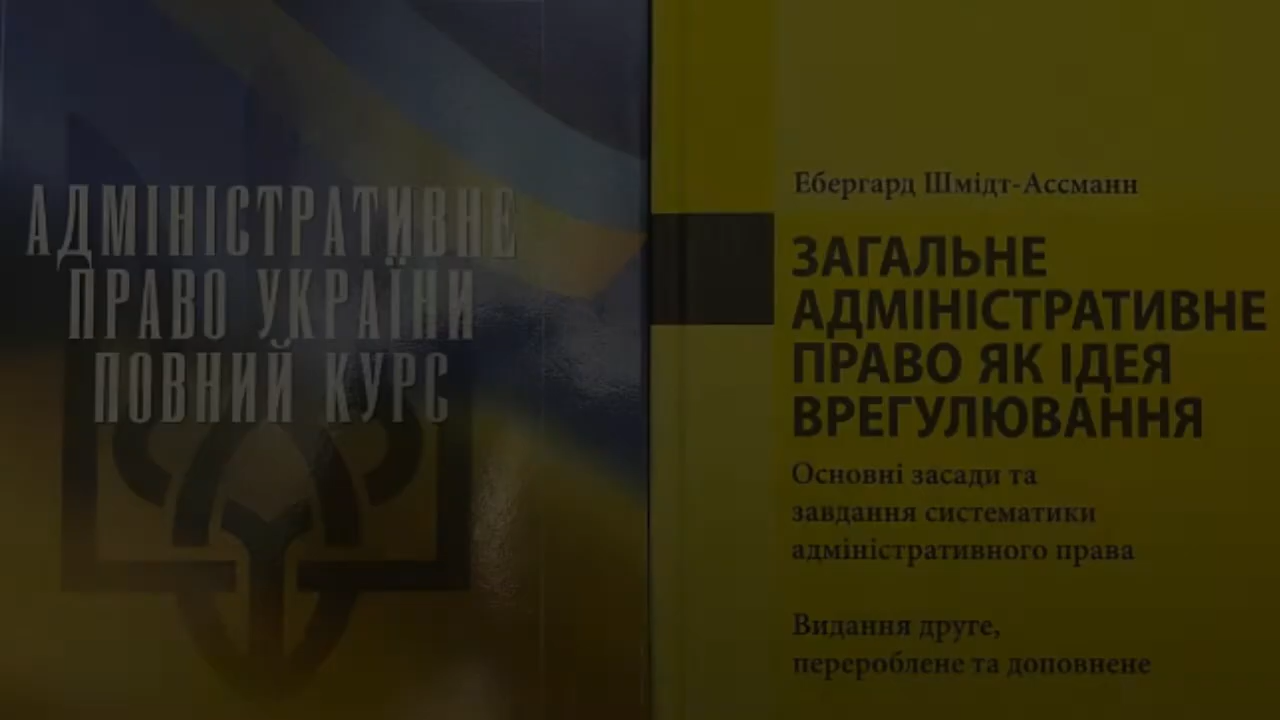 АДМІНІСТРАТИВНЕ
ПРАВО УКРАЇНИ
ПОВНИЙ КУРС
Ебергард Шмідт-Ассманн
ЗАГАЛЬНЕ
АДМІНІСТРАТИВНЕ
ПРАВО ЯК ІДЕЯ
ВРЕГУЛЮВАННЯ
Основні засади та
завдання систематики
адміністративного права
Видання друге,
перероблене та доповнене